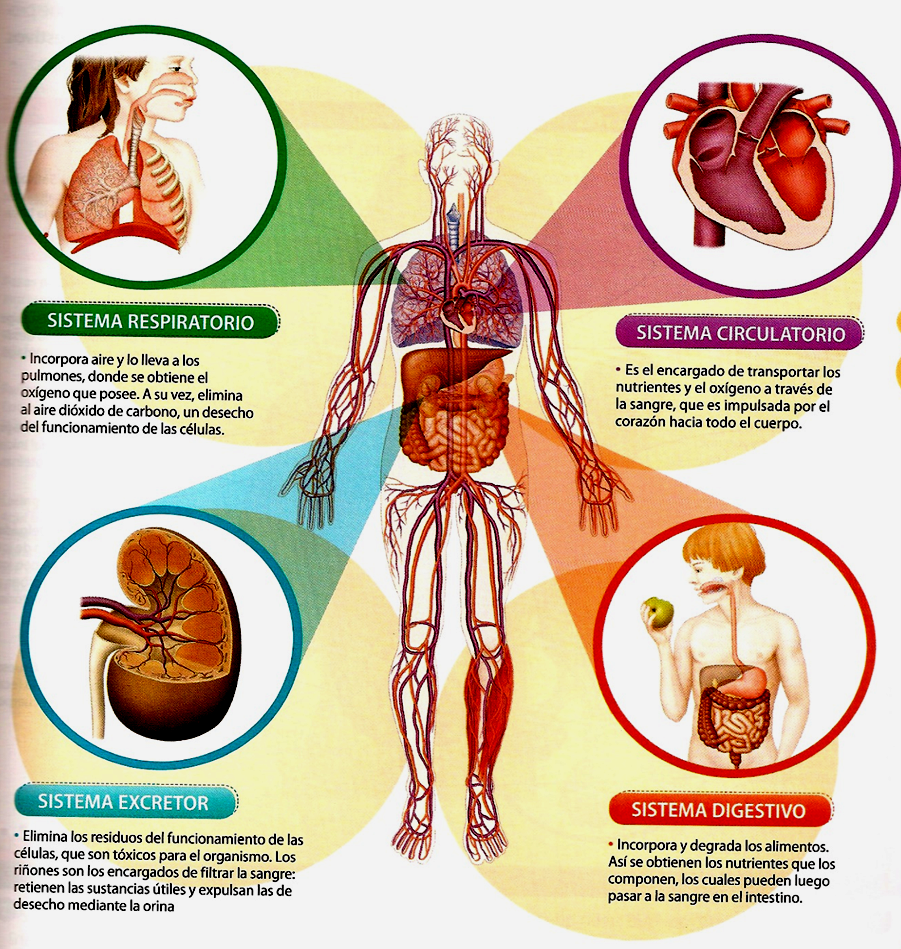 SISTEMA RESPIRATORIO
• Incorpora aire y lo lleva a los
pulmones, donde se obtiene el
oxígeno que posee. A su vez, elimina
al aire dióxido de carbono, un desecho
del funcionamiento de las células.
SISTEMA CIRCULATORIO
• Es el encargado de transportar los
nutrientes y el oxígeno a través de
la sangre, que es impulsada por el
corazón hacia todo el cuerpo.
SISTEMA EXCRETOR
• Elimina los residuos del funcionamiento de las
células, que son tóxicos para el organismo. Los
riñones son los encargados de filtrar la sangre:
retienen las sustancias útiles y expulsan las de
desecho mediante la orina
SISTEMA DIGESTIVO
• Incorpora y degrada los alimentos.
Así se obtienen los nutrientes que los
componen, los cuales pueden luego
pasar a la sangre en el intestino.